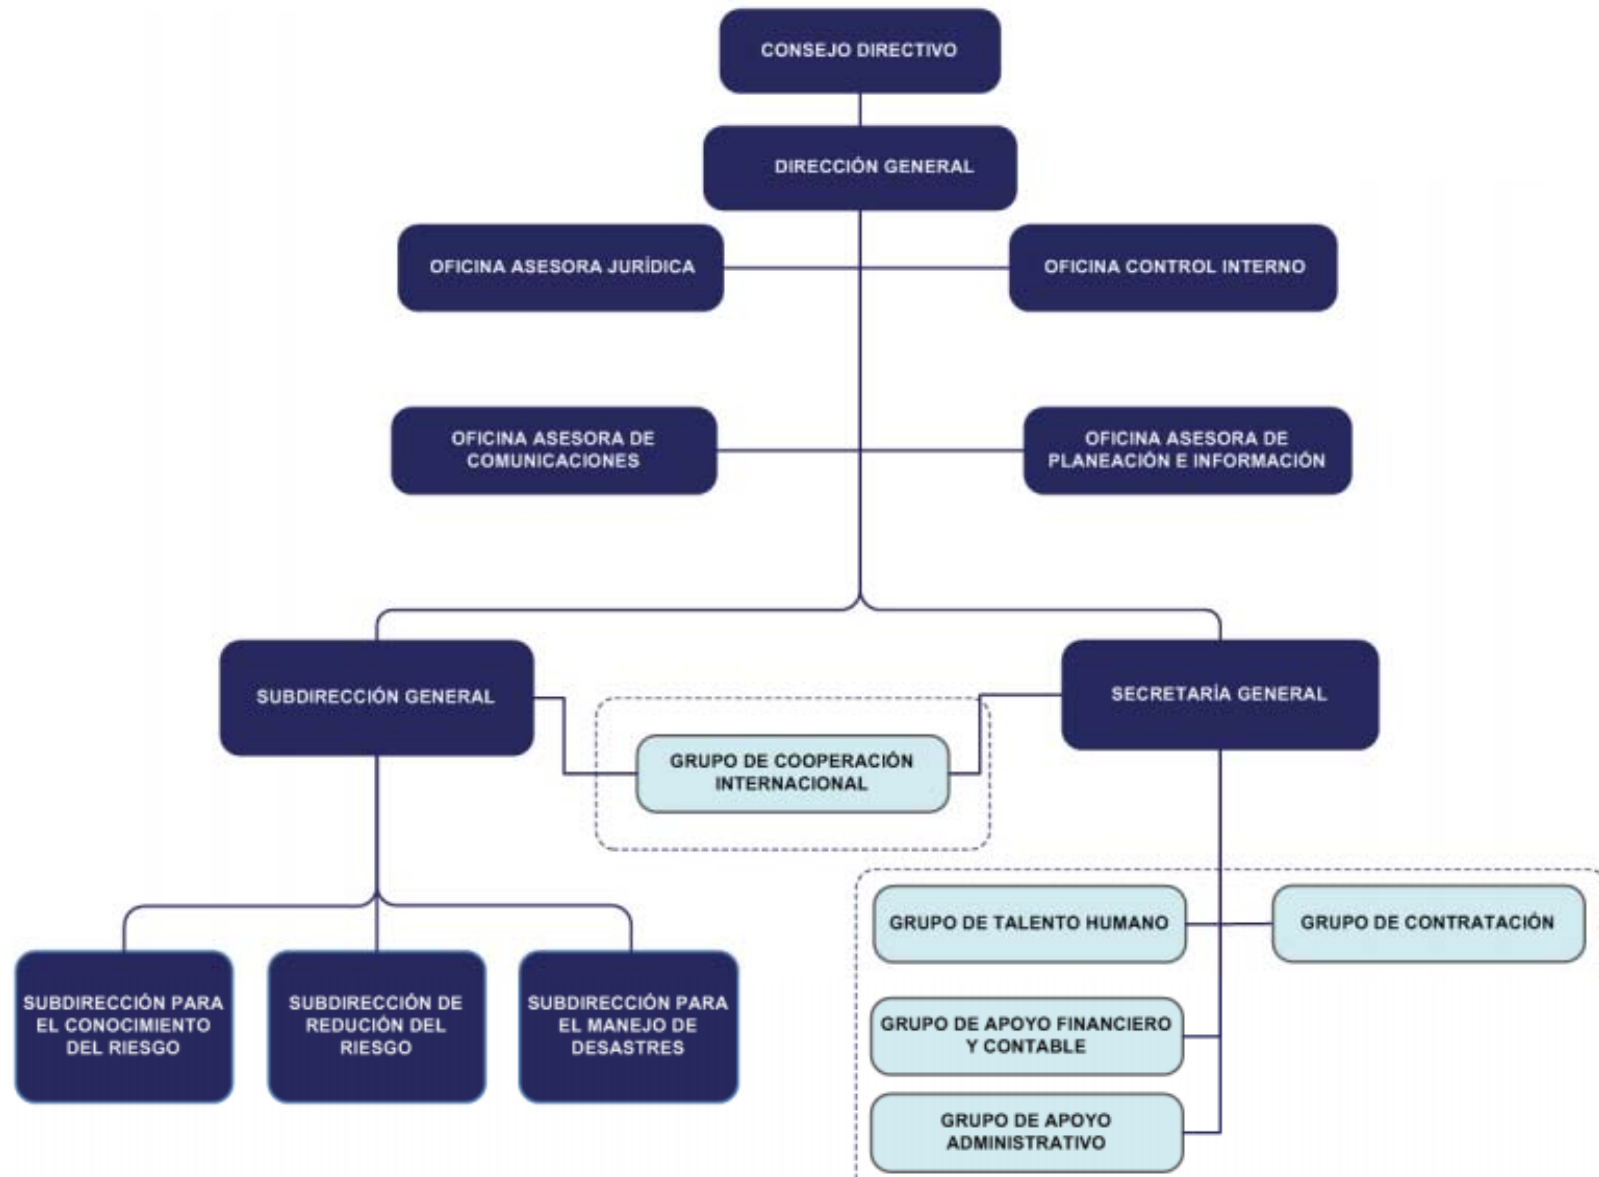 CONSEJO DIRECTIVO
DIRECCIÓN GENERAL
OFICINA ASESORA JURÍDICA
OFICINA CONTROL INTERNO
OFICINA ASESORA DE
COMUNICACIONES
OFICINA ASESORA DE
PLANEACIÓN E INFORMACIÓN
SUBDIRECCIÓN GENERAL
SECRETARÍA GENERAL
GRUPO DE COOPERACIÓN
INTERNACIONAL
GRUPO DE TALENTO HUMANO
GRUPO DE CONTRATACIÓN
SUBDIRECCIÓN PARA
EL CONOCIMIENTO
DEL RIESGO
SUBDIRECCIÓN DE
REDUCIÓN DEL
RIESGO
SUBDIRECCIÓN PARA
EL MANEJO DE
DESASTRES
GRUPO DE APOYO FINANCIERO
Y CONTABLE
GRUPO DE APOYO
ADMINISTRATIVO